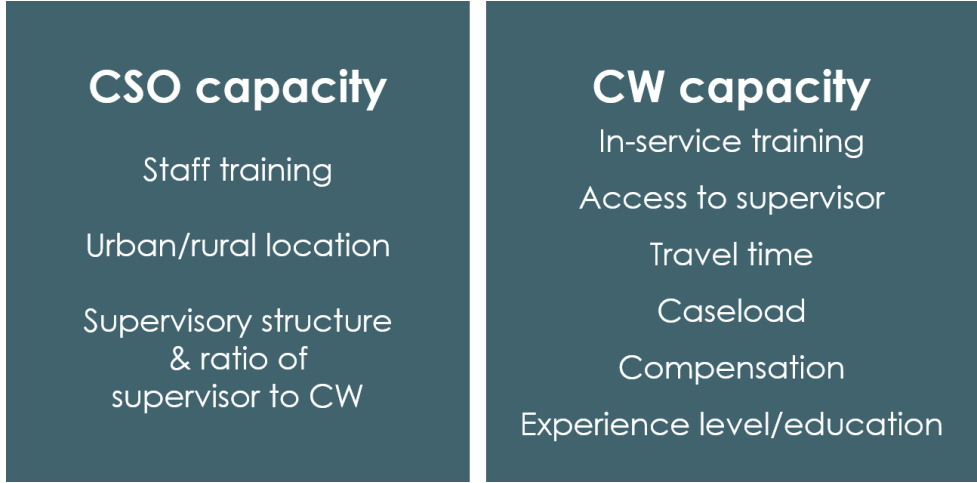 CSO capacity
Staff training
Urban/rural location
Supervisory structure
& ratio of
supervisor to CW
CW capacity
In-service training
Access to supervisor
Travel time
Caseload
Compensation
Experience level/education